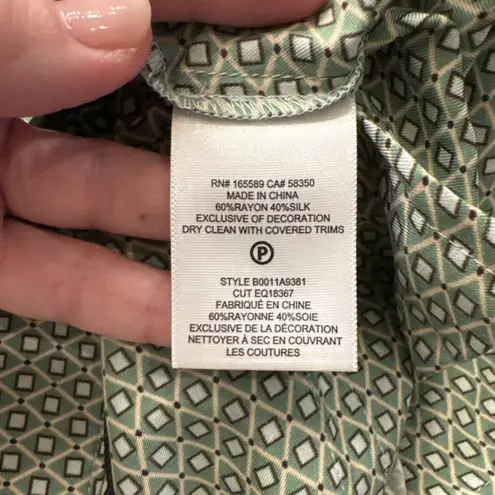 RN# 165589 CA# 58350
MADE IN CHINA
60%RAYON 40%SILK
EXCLUSIVE OF DECORATION
DRY CLEAN WITH COVERED TRIMS
P
STYLE B0011A9381
CUT EQ18367
FABRIQUÉ EN CHINE
60%RAYONNE 40%SOIE
EXCLUSIVE DE LA DÉCORATION
NETTOYER À SEC EN COUVRANT
LES COUTURES